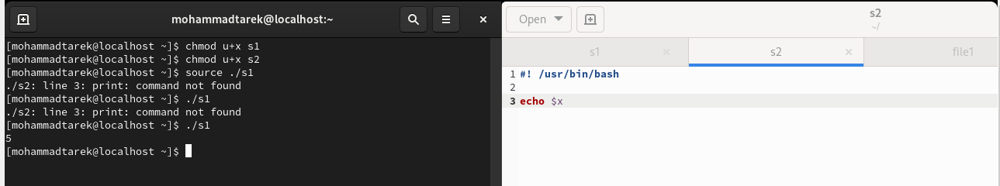 mohammadtarek@localhost:~
[mohammadtarek@localhost ~]$ chmod u+x s1
[mohammadtarek@localhost ~]$ chmod u+x s2
[mohammadtarek@localhost ~]$ source ./s1
./s2: line 3: print: command not found
[mohammadtarek@localhost ~]$ ./s1
./s2: line 3: print: command not found
[mohammadtarek@localhost ~]$ ./s1
5
[mohammadtarek@localhost ~]$
Open
s2
~/
s1
s2
file1
1 #! /usr/bin/bash
2
3 echo $x